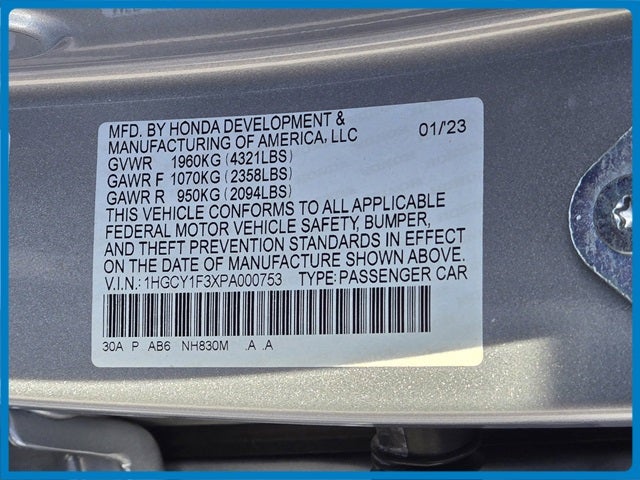 MFD. BY HONDA DEVELOPMENT &
MANUFACTURING OF AMERICA, LLC 01/'23
GVWR 1960KG (4321LBS)
GAWR F 1070KG (2358LBS)
GAWR R 950KG (2094LBS)
THIS VEHICLE CONFORMS TO ALL APPLICABLE
FEDERAL MOTOR VEHICLE SAFETY, BUMPER,
AND THEFT PREVENTION STANDARDS IN EFFECT
ON THE DATE OF MANUFACTURE SHOWN ABOVE.
V.I.N.: 1HGCY1F3XPA000753 TYPE: PASSENGER CAR
30A P AB6 NH830M .A .A